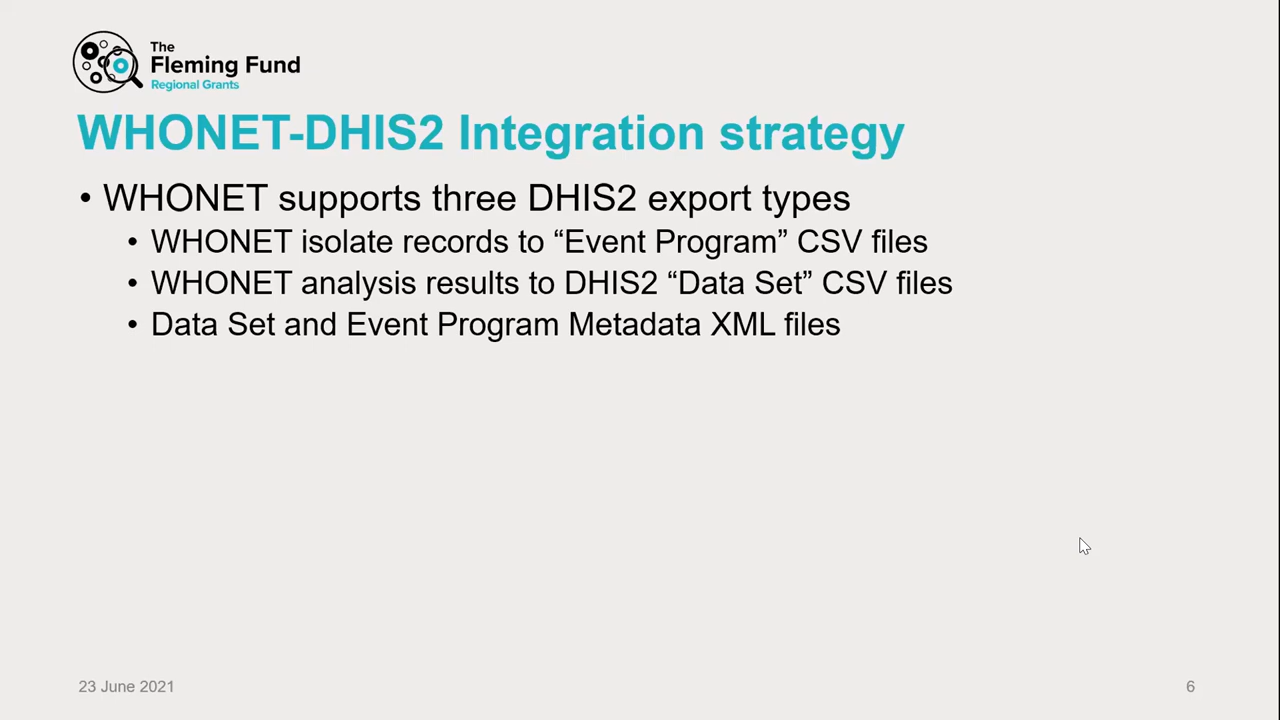 The
Fleming Fund
Regional Grants
WHONET-DHIS2 Integration strategy
• WHONET supports three DHIS2 export types
• WHONET isolate records to “Event Program” CSV files
• WHONET analysis results to DHIS2 “Data Set” CSV files
• Data Set and Event Program Metadata XML files
23 June 2021
6